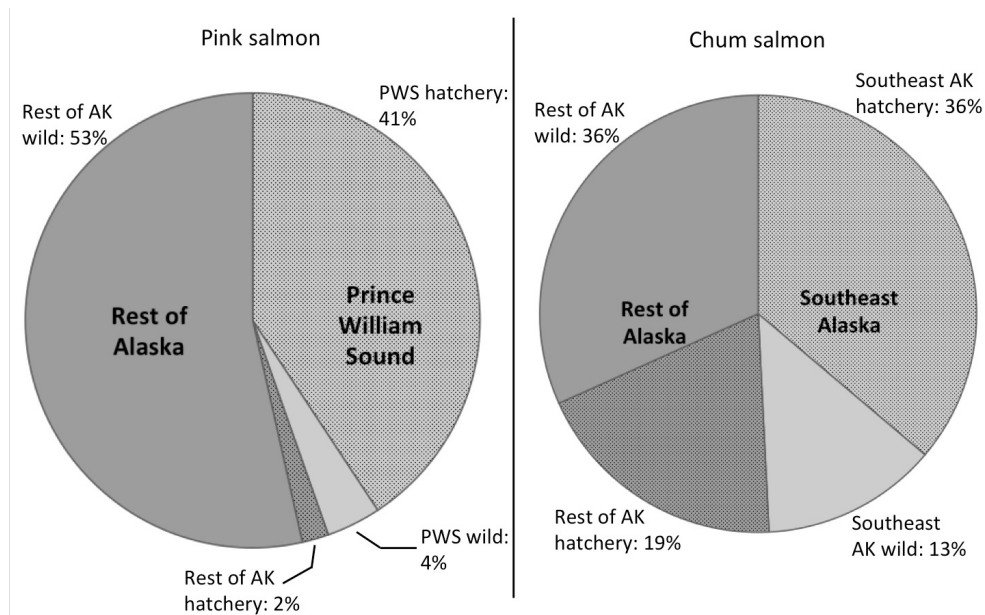 Pink salmon
PWS hatchery:
41%
Rest of AK
wild: 53%
Prince
William
Sound
Rest of
Alaska
PWS wild:
4%
Rest of AK
hatchery: 2%
Chum salmon
Southeast AK
hatchery: 36%
Rest of AK
wild: 36%
Southeast
Alaska
Rest of
Alaska
Rest of AK
hatchery: 19%
Southeast
AK wild: 13%